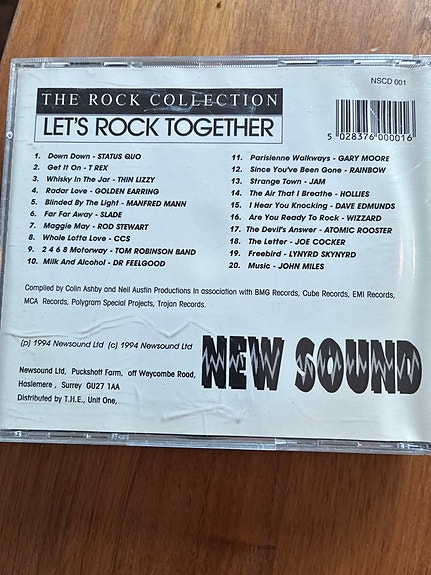 NSCD 001
THE ROCK COLLECTION
LET'S ROCK TOGETHER
5 028376 000016
1. Down Down - STATUS QUO
2. Get It On - T REX
3. Whisky In The Jar - THIN LIZZY
4. Radar Love - GOLDEN EARRING
5. Blinded By The Light - MANFRED MANN
6. Far Far Away - SLADE
7. Maggie May - ROD STEWART
8. Whole Lotta Love - CCS
9. 2 4 6 8 Motorway - TOM ROBINSON BAND
10. Milk And Alcohol - DR FEELGOOD
11. Parisienne Walkways - GARY MOORE
12. Since You've Been Gone - RAINBOW
13. Strange Town - JAM
14. The Air That I Breathe - HOLLIES
15. I Hear You Knocking - DAVE EDMUNDS
16. Are You Ready To Rock - WIZZARD
17. The Devil's Answer - ATOMIC ROOSTER
18. The Letter - JOE COCKER
19. Freebird - LYNYRD SKYNYRD
20. Music - JOHN MILES
Compiled by Colin Ashby and Neil Austin Productions In association with BMG Records, Cube Records, EMI Records,
MCA Records, Polygram Special Projects, Trojan Records.
(p) 1994 Newsound Ltd (c) 1994 Newsound Ltd
Newsound Ltd, Puckshott Farm, off Waycombe Road,
Haslemere, Surrey GU27 1AA
Distributed by T.H.E., Unit One,
NEW SOUND